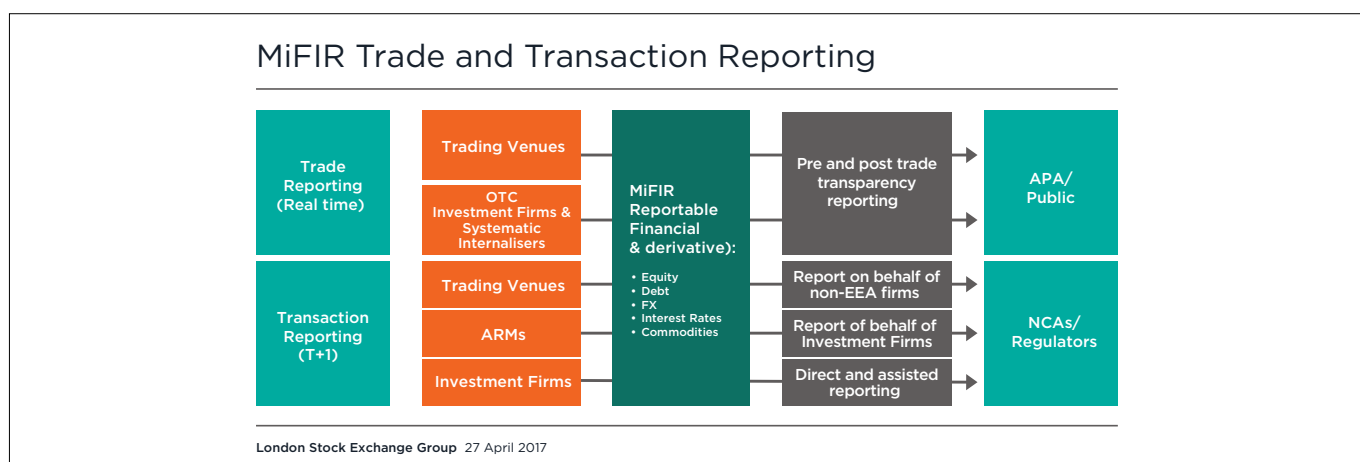 MiFIR Trade and Transaction Reporting
Trade
Reporting
(Real time)
Trading Venues
OTC
Investment Firms &
Systematic
Internalisers
MiFIR
Reportable
Financial
& derivative):
• Equity
• Debt
• FX
• Interest Rates
• Commodities
Pre and post trade
transparency
reporting
APA/
Public
Transaction
Reporting
(T+1)
Trading Venues
ARMs
Investment Firms
Report on behalf of
non-EEA firms
Report of behalf of
Investment Firms
Direct and assisted
reporting
NCAs/
Regulators
London Stock Exchange Group 27 April 2017